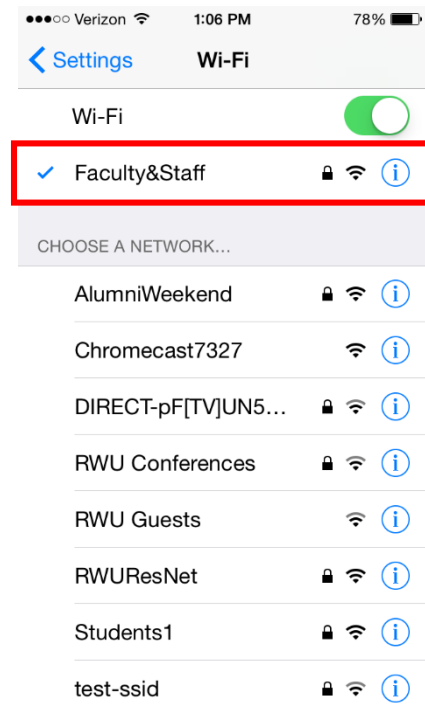 Verizon 1:06 PM 78%
Settings Wi-Fi
Wi-Fi
Faculty&Staff
CHOOSE A NETWORK...
AlumniWeekend
Chromecast7327
DIRECT-pF[TV]UN5...
RWU Conferences
RWU Guests
RWUResNet
Students1
test-ssid